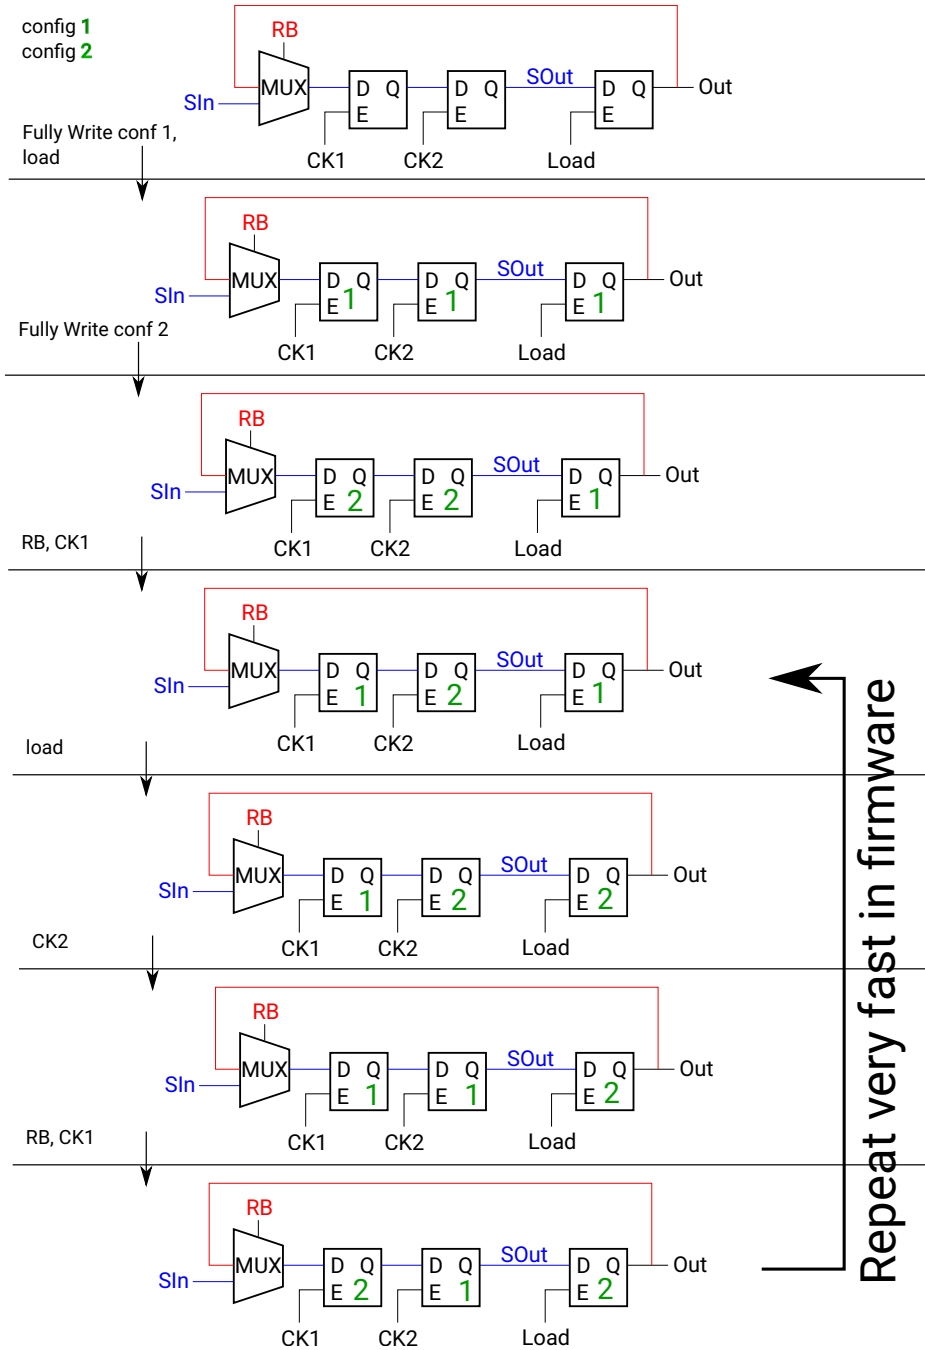 config 1
config 2
RB
MUX
D Q
E
D Q
E
SOut
D Q
E
Out
SIn
CK1
CK2
Load
Fully Write conf 1,
load
RB
MUX
D Q
E 1
D Q
E 1
SOut
D Q
E 1
Out
SIn
CK1
CK2
Load
Fully Write conf 2
RB
MUX
D Q
E 2
D Q
E 2
SOut
D Q
E 1
Out
SIn
CK1
CK2
Load
RB, CK1
RB
MUX
D Q
E 1
D Q
E 2
SOut
D Q
E 1
Out
SIn
CK1
CK2
Load
load
RB
MUX
D Q
E 1
D Q
E 2
SOut
D Q
E 2
Out
SIn
CK1
CK2
Load
CK2
RB
MUX
D Q
E 1
D Q
E 1
SOut
D Q
E 2
Out
SIn
CK1
CK2
Load
RB, CK1
RB
MUX
D Q
E 2
D Q
E 1
SOut
D Q
E 2
Out
SIn
CK1
CK2
Load
Repeat very fast in firmware